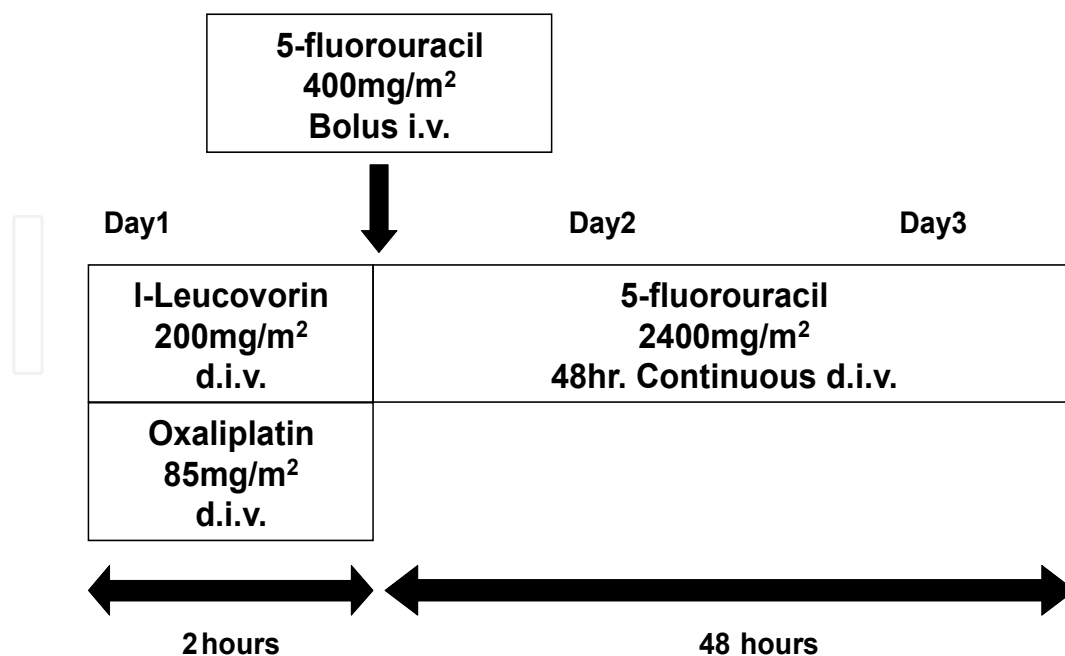 5-fluorouracil
400mg/m²
Bolus i.v.
Day1 Day2 Day3
l-Leucovorin
200mg/m²
d.i.v.
5-fluorouracil
2400mg/m²
48hr. Continuous d.i.v.
Oxaliplatin
85mg/m²
d.i.v.
2 hours 48 hours